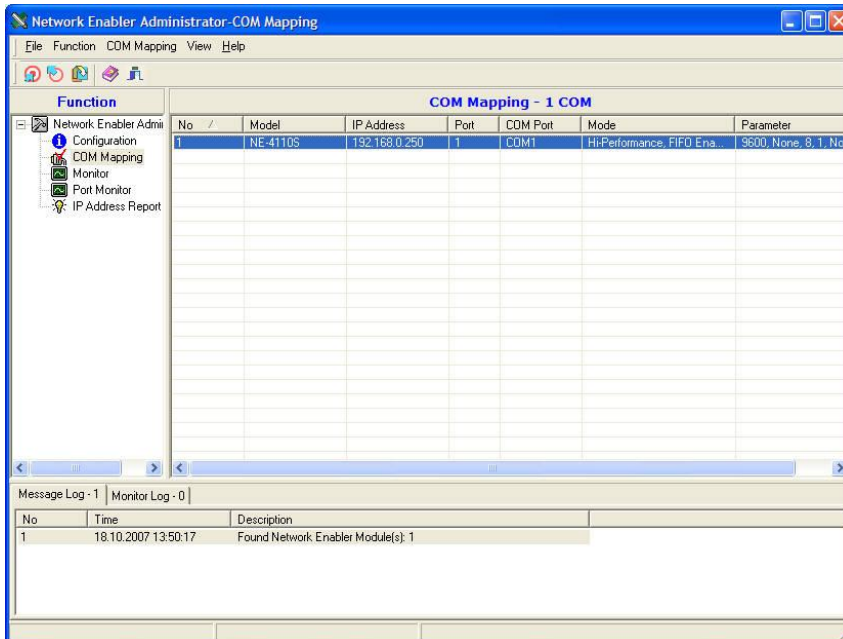 Network Enabler Administrator-COM Mapping
File Function COM Mapping View Help
Function
COM Mapping - 1 COM
Network Enabler Admi
Configuration
COM Mapping
Monitor
Port Monitor
IP Address Report
No Model IP Address Port COM Port Mode Parameter
1 NE-4110S 192.168.0.250 1 COM1 Hi-Performance, FIFO Ena... 9600, None, 8, 1, No
Message Log - 1 Monitor Log - 0
No Time Description
1 18.10.2007 13:50:17 Found Network Enabler Module(s): 1